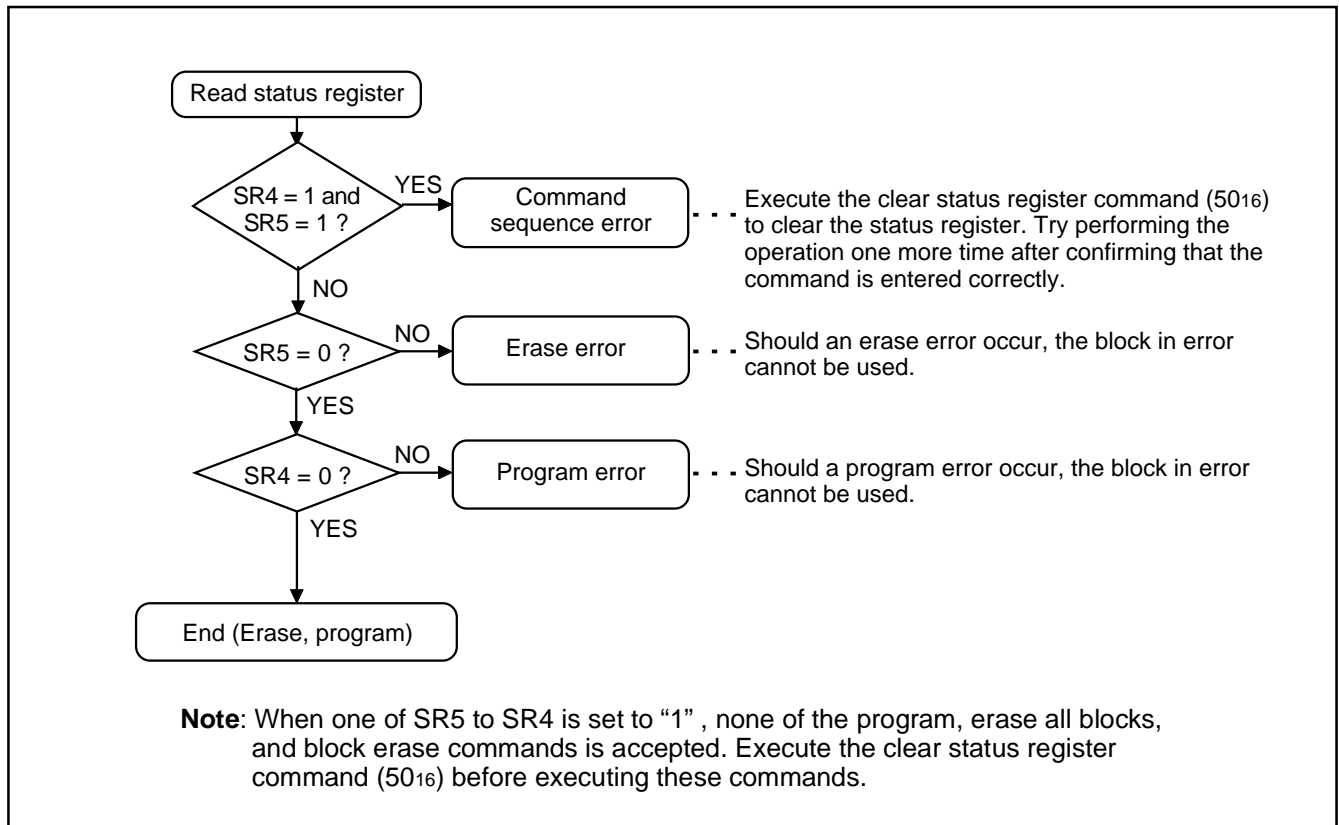 Read status register
SR4 = 1 and
SR5 = 1 ?
YES
Command
sequence error
Execute the clear status register command (5016)
to clear the status register. Try performing the
operation one more time after confirming that the
command is entered correctly.
NO
SR5 = 0 ?
NO
Erase error
Should an erase error occur, the block in error
cannot be used.
YES
SR4 = 0 ?
NO
Program error
Should a program error occur, the block in error
cannot be used.
YES
End (Erase, program)
Note: When one of SR5 to SR4 is set to “1” , none of the program, erase all blocks,
and block erase commands is accepted. Execute the clear status register
command (5016) before executing these commands.